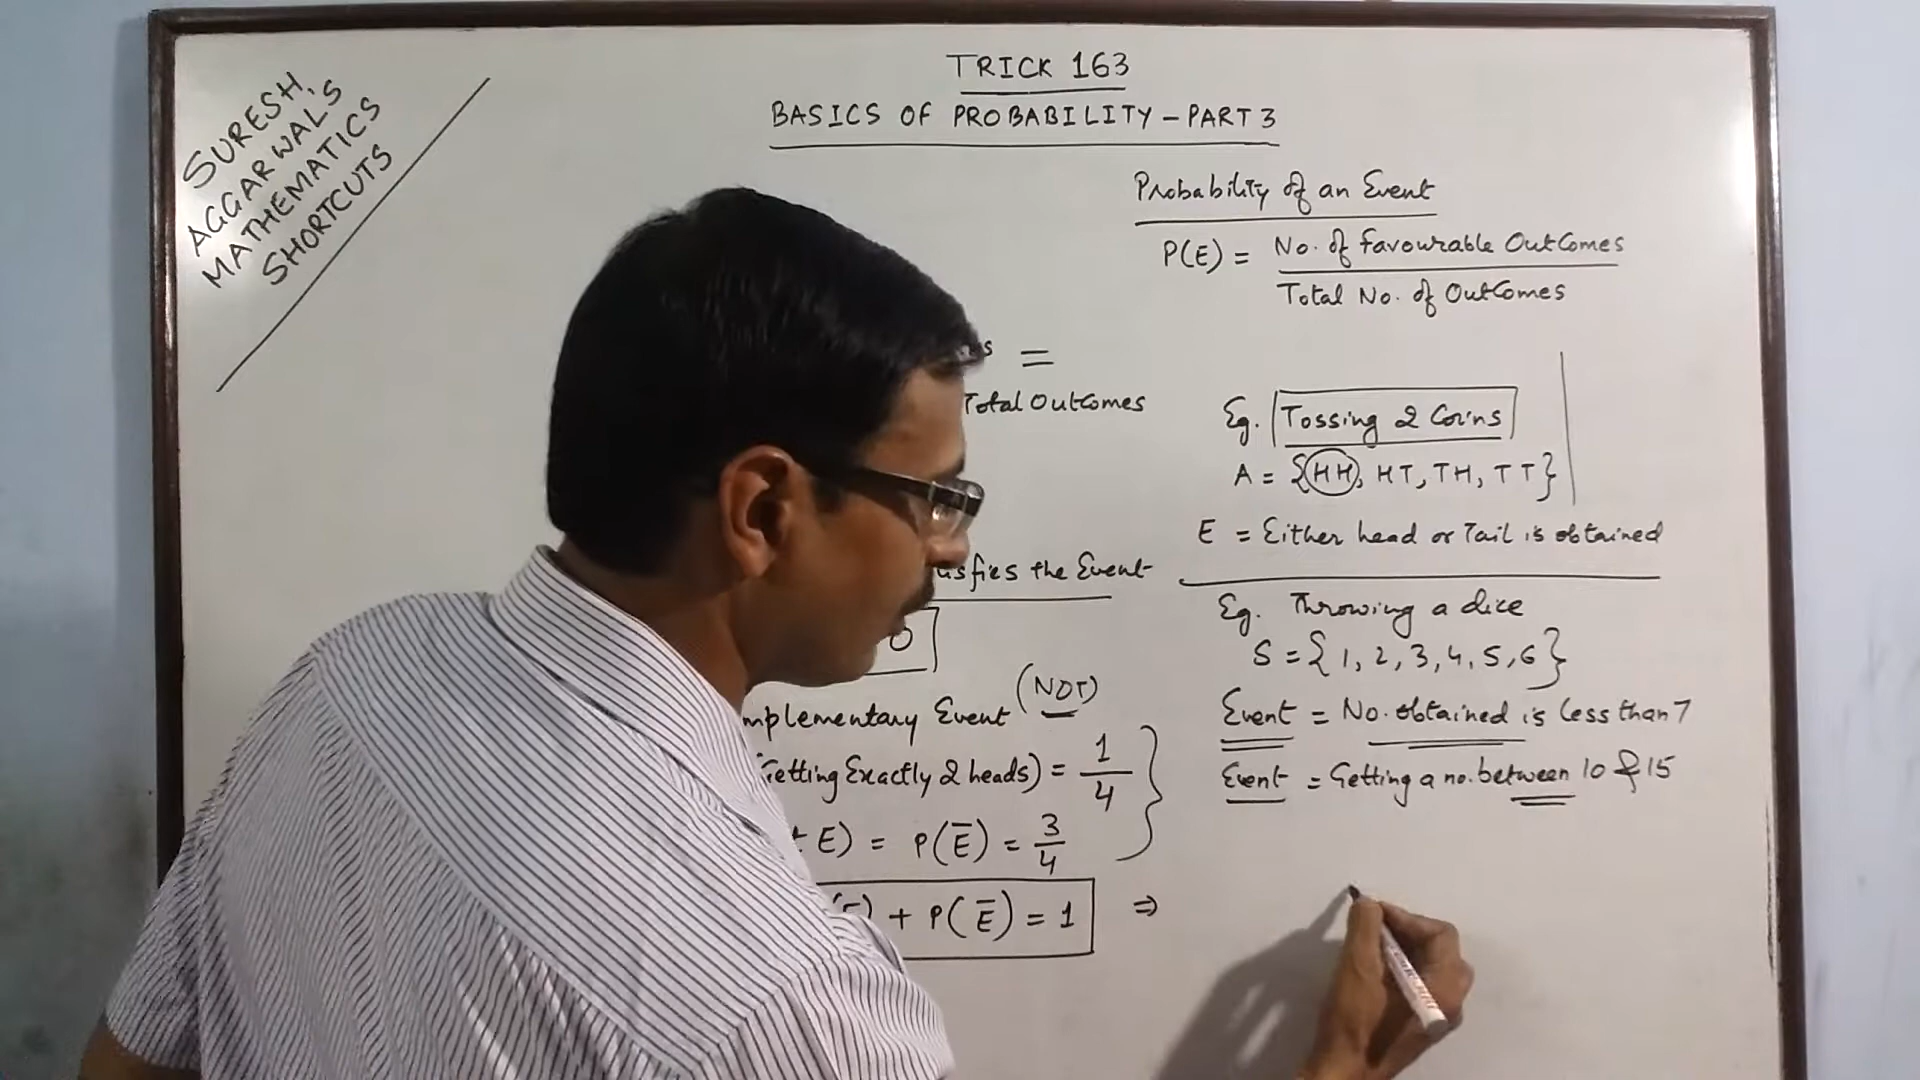 SURESH
AGGARWAL'S
MATHEMATICS
SHORTCUTS
TRICK 163
BASICS OF PROBABILITY - PART 3
Probability of an Event
P(E) = No. of Favourable Outcomes
Total No. of Outcomes
=
Total Outcomes
the Event
0
Event (NOT)
Getting Exactly 2 heads) = 1/4
E) = P(E̅) = 3/4
+ P(E̅) = 1 ⇒
Eg. Tossing 2 Coins
A = {HH, HT, TH, TT}
E = Either head or Tail is obtained
Eg. Throwing a dice
S = {1, 2, 3, 4, 5, 6}
Event = No. obtained is less than 7
Event = Getting a no. between 10 & 15